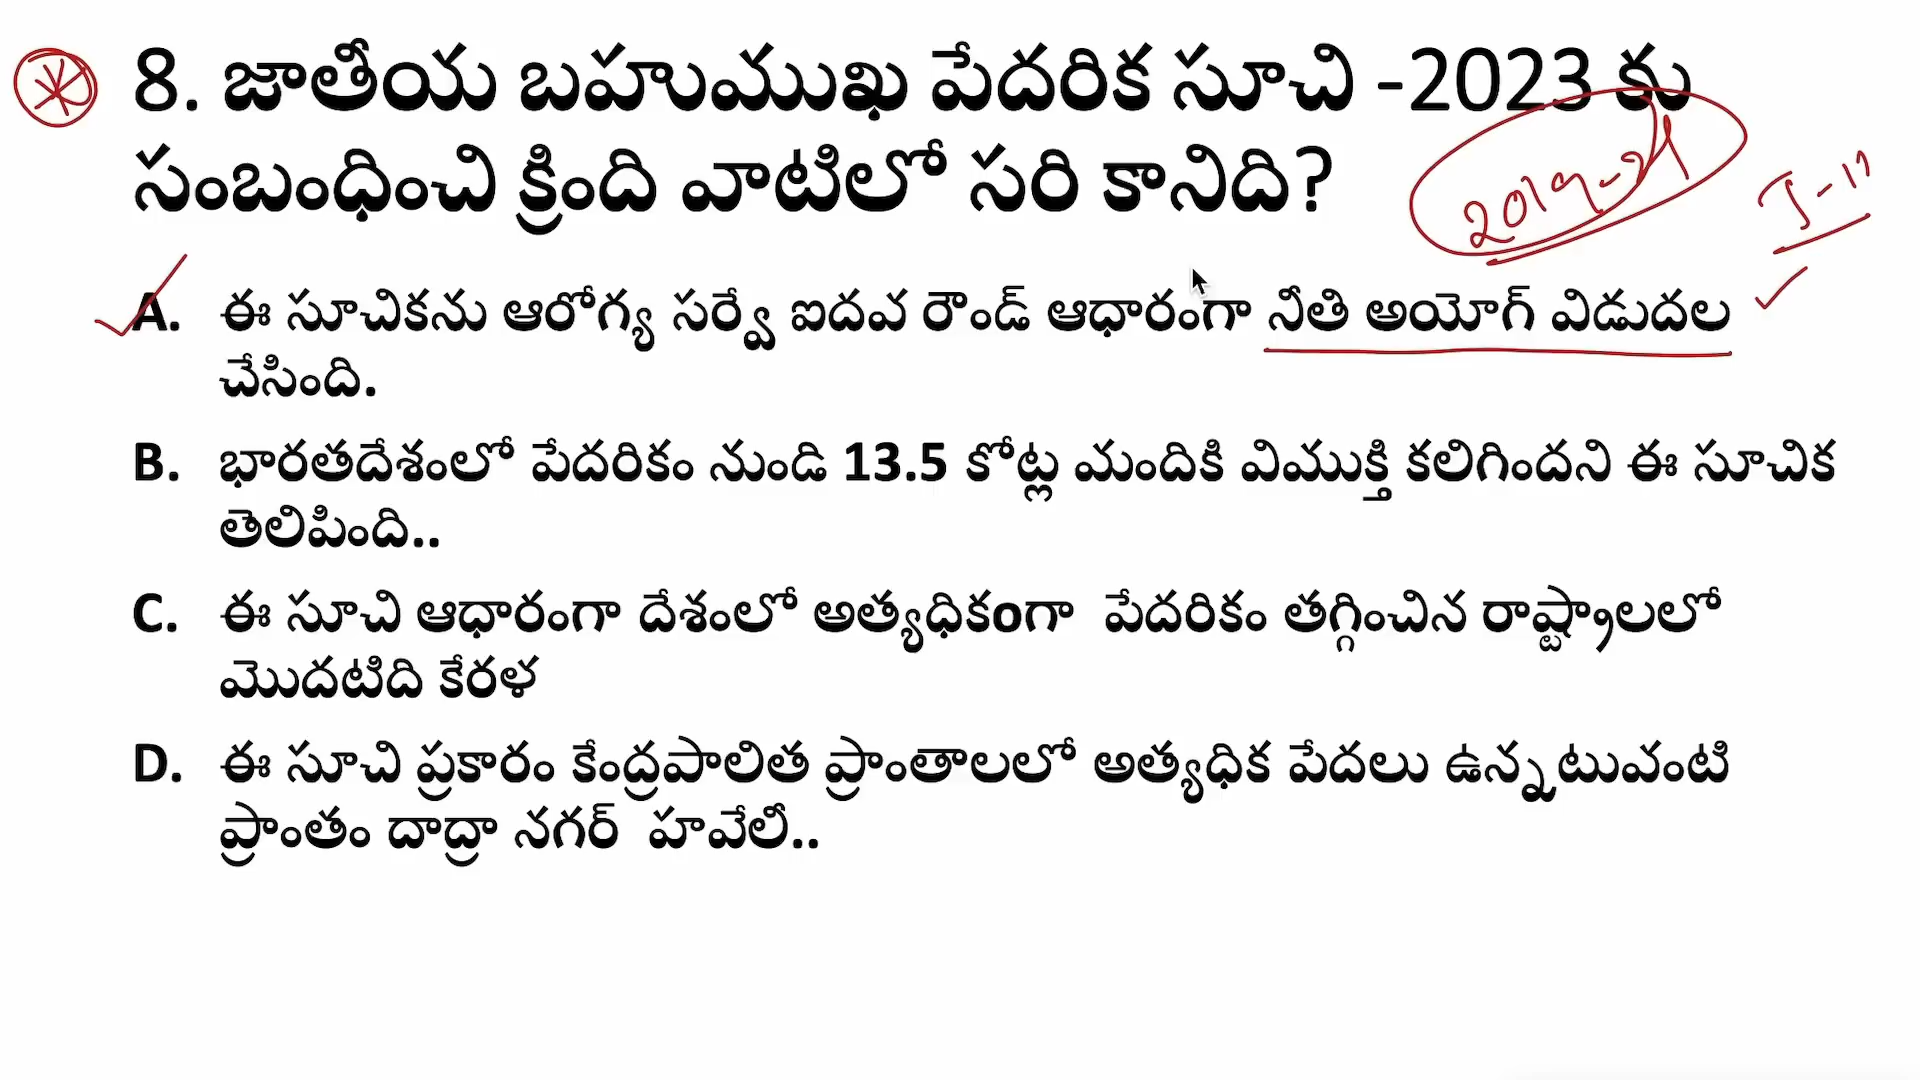 8. జాతీయ బహుముఖ పేదరిక సూచి -2023 కు
సంబంధించి క్రింది వాటిలో సరి కానిది?
2019-21
J-17
A. ఈ సూచికను ఆరోగ్య సర్వే ఐదవ రౌండ్ ఆధారంగా నీతి అయోగ్ విడుదల
చేసింది.
B. భారతదేశంలో పేదరికం నుండి 13.5 కోట్ల మందికి విముక్తి కలిగిందని ఈ సూచిక
తెలిపింది..
C. ఈ సూచి ఆధారంగా దేశంలో అత్యధికంoగా పేదరికం తగ్గించిన రాష్ట్రాలలో
మొదటిది కేరళ
D. ఈ సూచి ప్రకారం కేంద్రపాలిత ప్రాంతాలలో అత్యధిక పేదలు ఉన్నటువంటి
ప్రాంతం దాద్రా నగర్ హవేలీ..